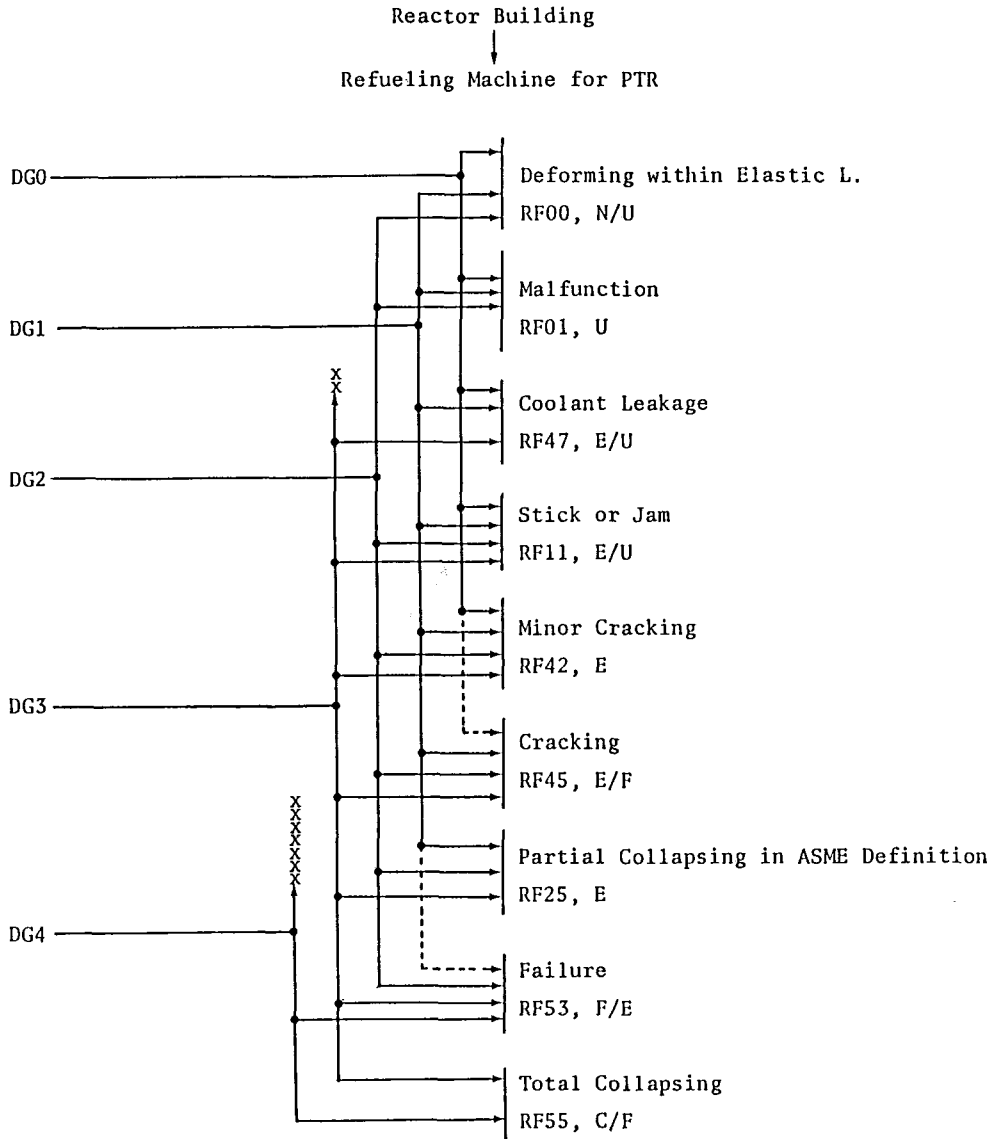 Reactor Building
Refueling Machine for PTR
DG0
Deforming within Elastic L.
RF00, N/U
Malfunction
RF01, U
DG1
X
X
Coolant Leakage
RF47, E/U
DG2
Stick or Jam
RF11, E/U
Minor Cracking
RF42, E
DG3
Cracking
RF45, E/F
X
X
X
X
X
X
X
Partial Collapsing in ASME Definition
RF25, E
DG4
Failure
RF53, F/E
Total Collapsing
RF55, C/F